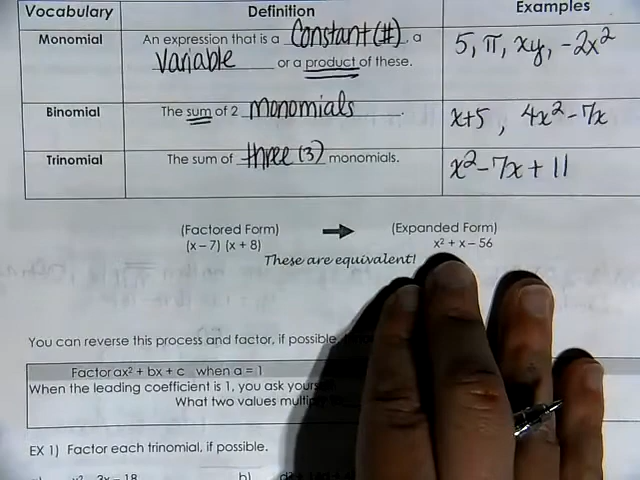 Vocabulary Definition Examples
Monomial An expression that is a Constant (#), a 5, π, xy, -2x²
Variable or a product of these.
Binomial The sum of 2 monomials. x+5, 4x²-7x
Trinomial The sum of three (3) monomials. x²-7x+11
(Factored Form) → (Expanded Form)
(x – 7) (x + 8) x² + x – 56
These are equivalent!
You can reverse this process and factor, if possible,
Factor ax² + bx + c when a = 1
When the leading coefficient is 1, you ask
What two values
EX 1) Factor each trinomial, if possible.
b)